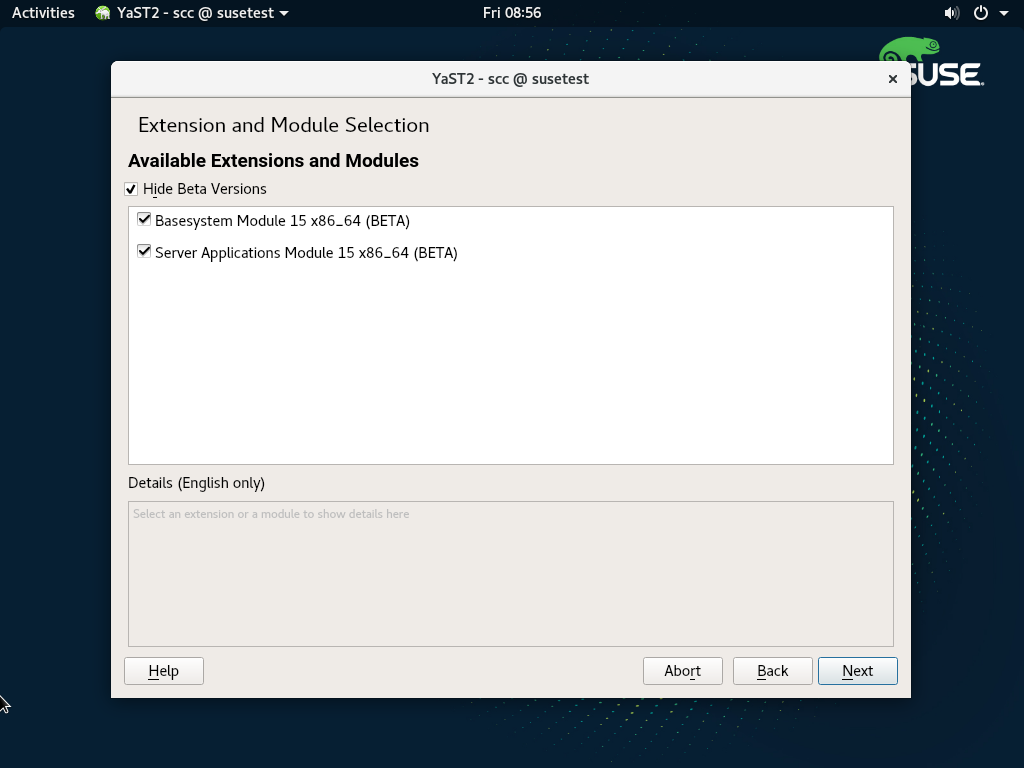 Activities YaST2 - scc @ susetest Fri 08:56
SUSE
YaST2 - scc @ susetest
Extension and Module Selection
Available Extensions and Modules
Hide Beta Versions
Basesystem Module 15 x86_64 (BETA)
Server Applications Module 15 x86_64 (BETA)
Details (English only)
Select an extension or a module to show details here
Help Abort Back Next